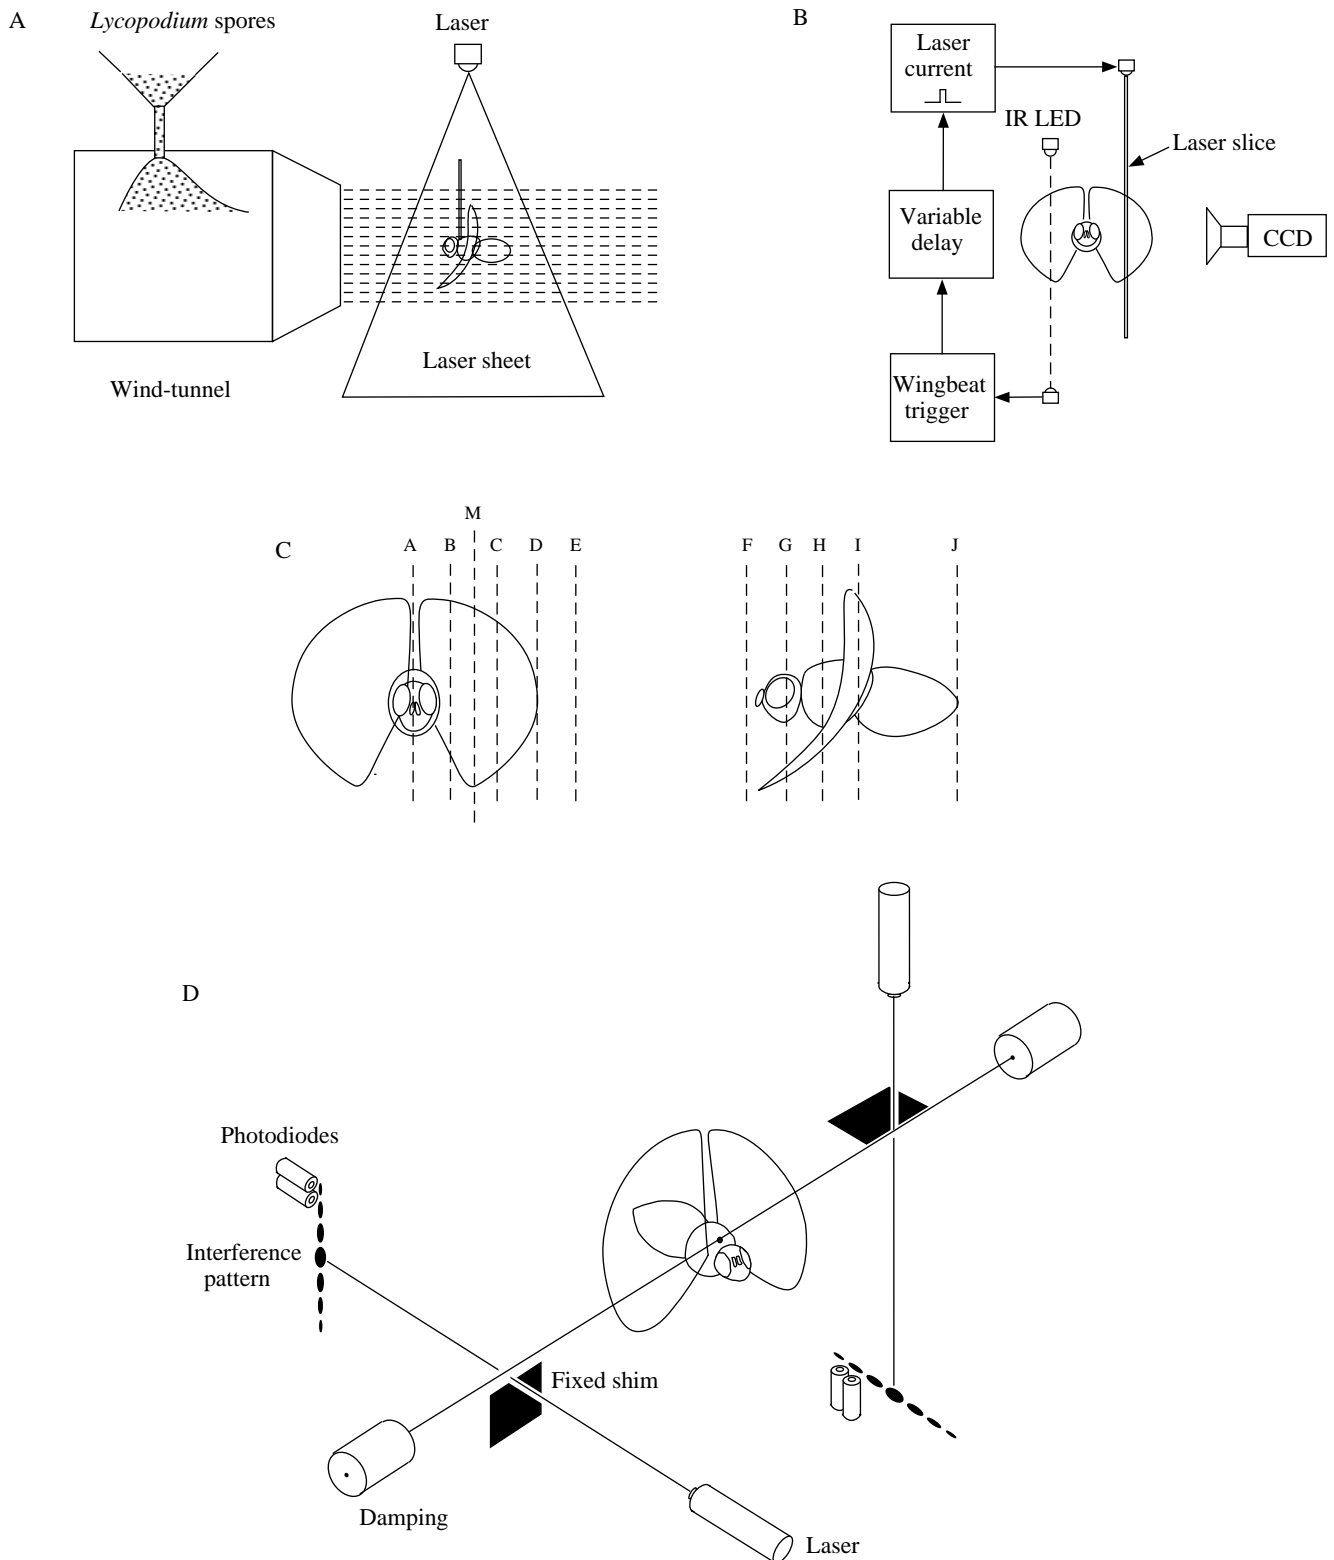 A
Lycopodium spores
Laser
Wind-tunnel
Laser sheet
B
Laser
current
IR LED
Laser slice
Variable
delay
CCD
Wingbeat
trigger
C
M
A B C D E
F G H I J
D
Photodiodes
Interference
pattern
Fixed shim
Damping
Laser